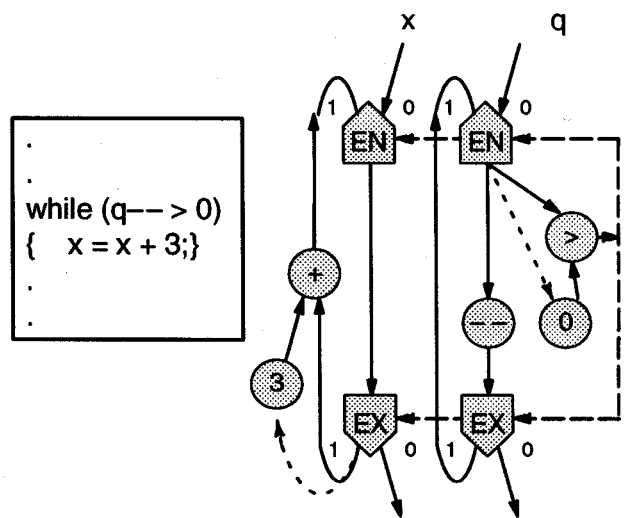 x q
1 0 1 0
EN EN
.
.
while (q-- > 0)
{ x = x + 3;}
.
.
>
+
-- 0
3
EX EX
1 0 1 0